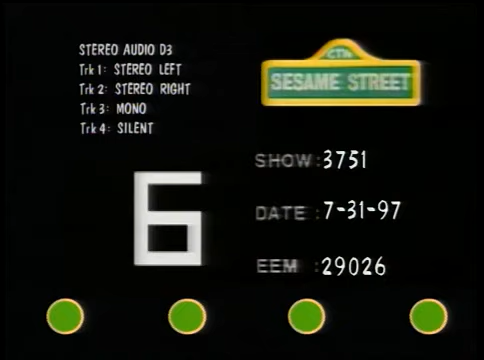 STEREO AUDIO D3
Trk 1: STEREO LEFT
Trk 2: STEREO RIGHT
Trk 3: MONO
Trk 4: SILENT
CTW
SESAME STREET
SHOW :3751
DATE :7-31-97
EEM :29026
6